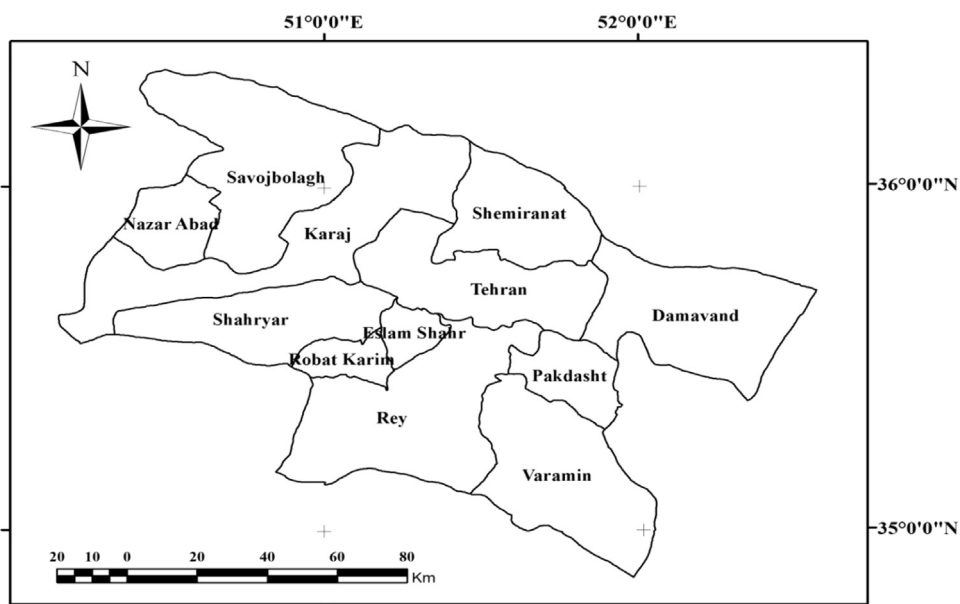 51°0'0"E
52°0'0"E
N
Savojbolagh
36°0'0"N
Shemiranat
Nazar Abad
Karaj
Tehran
Damavand
Shahryar
Eslam Shahr
Robat Karim
Pakdasht
Rey
Varamin
35°0'0"N
20 10 0 20 40 60 80
Km